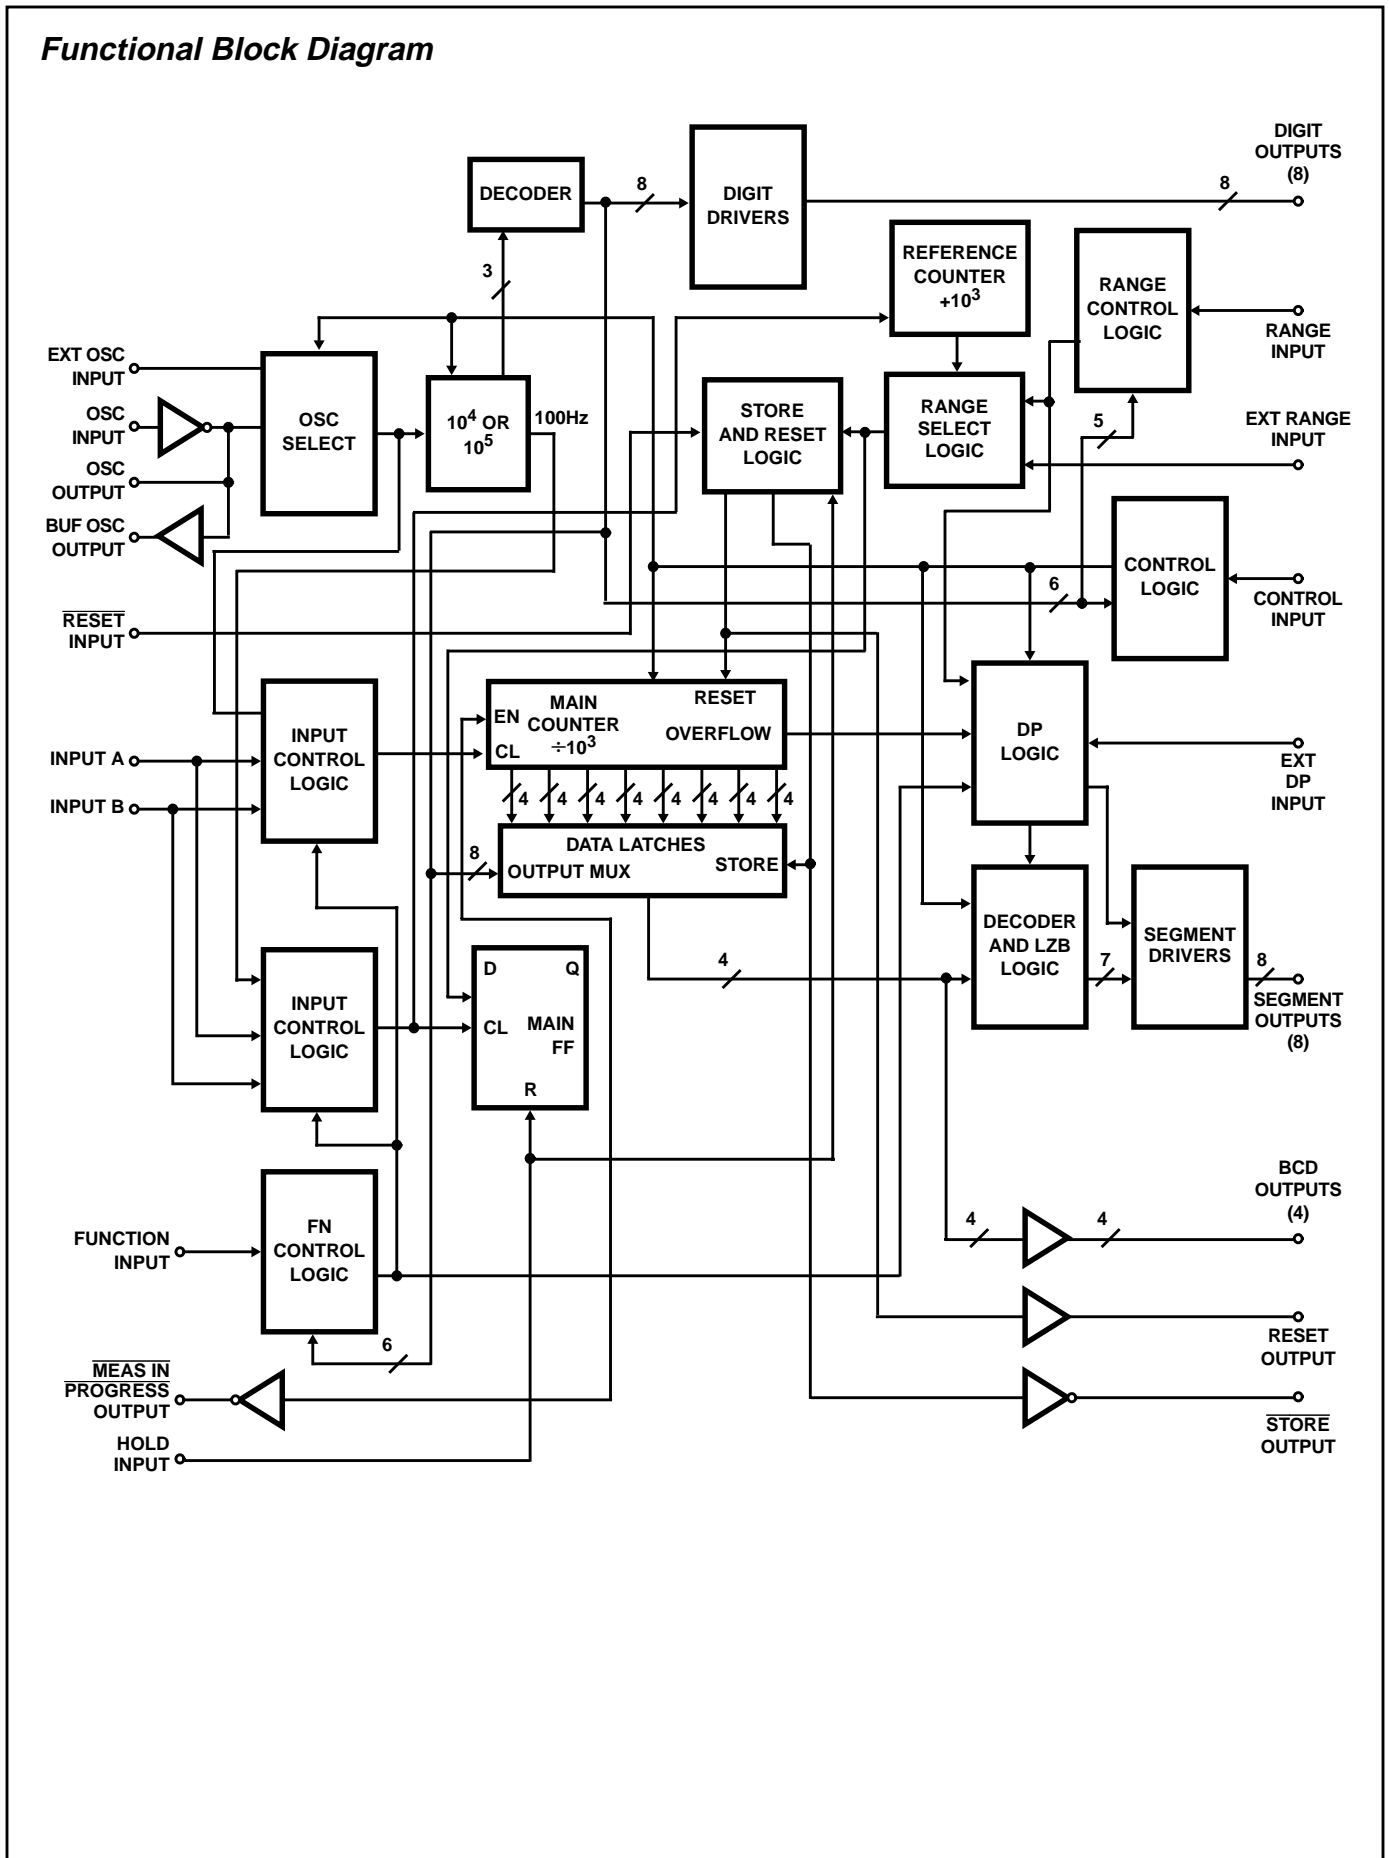 Functional Block Diagram
DIGIT
OUTPUTS
(8)
DECODER
8
DIGIT
DRIVERS
8
3
REFERENCE
COUNTER
+10³
RANGE
CONTROL
LOGIC
RANGE
INPUT
EXT OSC
INPUT
OSC
INPUT
OSC
OUTPUT
BUF OSC
OUTPUT
OSC
SELECT
10⁴ OR
10⁵
100Hz
STORE
AND RESET
LOGIC
RANGE
SELECT
LOGIC
5
EXT RANGE
INPUT
CONTROL
LOGIC
6
CONTROL
INPUT
RESET
INPUT
INPUT A
INPUT B
INPUT
CONTROL
LOGIC
MAIN
COUNTER
÷10³
EN
CL
RESET
OVERFLOW
DP
LOGIC
EXT
DP
INPUT
4 4 4 4 4 4 4 4
8
DATA LATCHES
OUTPUT MUX
STORE
INPUT
CONTROL
LOGIC
D Q
CL MAIN
FF
R
4
DECODER
AND LZB
LOGIC
7
SEGMENT
DRIVERS
8
SEGMENT
OUTPUTS
(8)
FUNCTION
INPUT
FN
CONTROL
LOGIC
6
BCD
OUTPUTS
(4)
4 4
RESET
OUTPUT
MEAS IN
PROGRESS
OUTPUT
STORE
OUTPUT
HOLD
INPUT